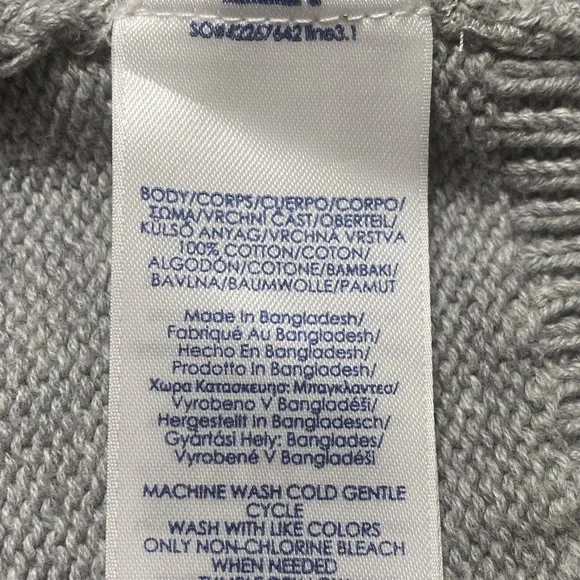 SO#42267642 line3.1
BODY/CORPS/CUERPO/CORPO/
ΣΩΜΑ/VRCHNI ČAST/OBERTEIL/
KÜLSŐ ANYAG/VRCHNÁ VRSTVA
100% COTTON/COTON/
ALGODÓN/COTONE/BAMBAKI/
BAVLNA/BAUMWOLLE/PAMUT
Made In Bangladesh/
Fabriqué Au Bangladesh/
Hecho En Bangladesh/
Prodotto In Bangladesh/
Χωρα Κατασκευησ: Μπαγκλαντεσ/
Vyrobeno V Bangladéši/
Hergestellt In Bangladesch/
Gyártási Hely: Banglades/
Vyrobené V Bangladéši
MACHINE WASH COLD GENTLE
CYCLE
WASH WITH LIKE COLORS
ONLY NON-CHLORINE BLEACH
WHEN NEEDED